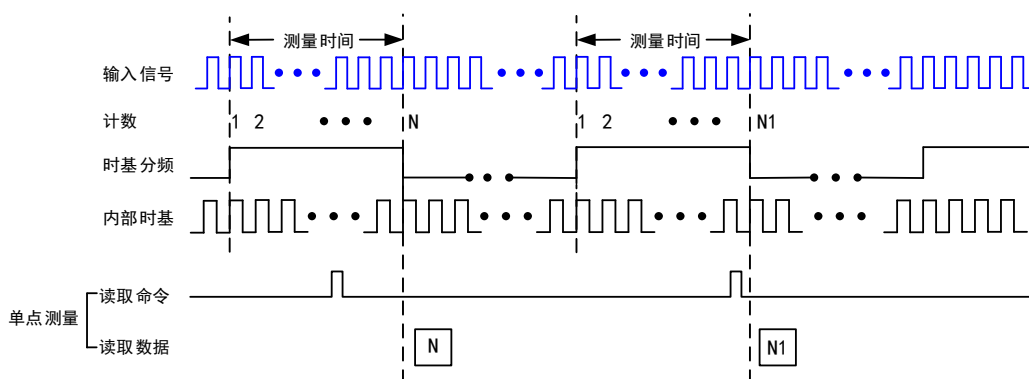 测量时间 测量时间
输入信号
计数 1 2 N 1 2 N1
时基分频
内部时基
读取命令
单点测量
读取数据 N N1